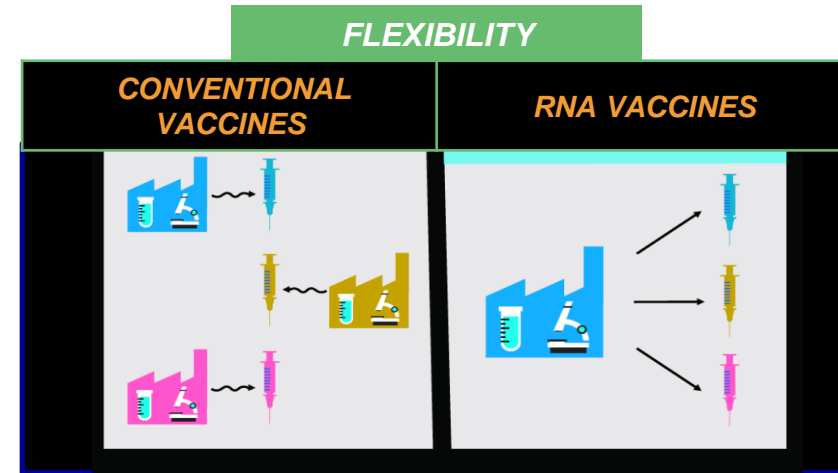 FLEXIBILITY
CONVENTIONAL
VACCINES
RNA VACCINES